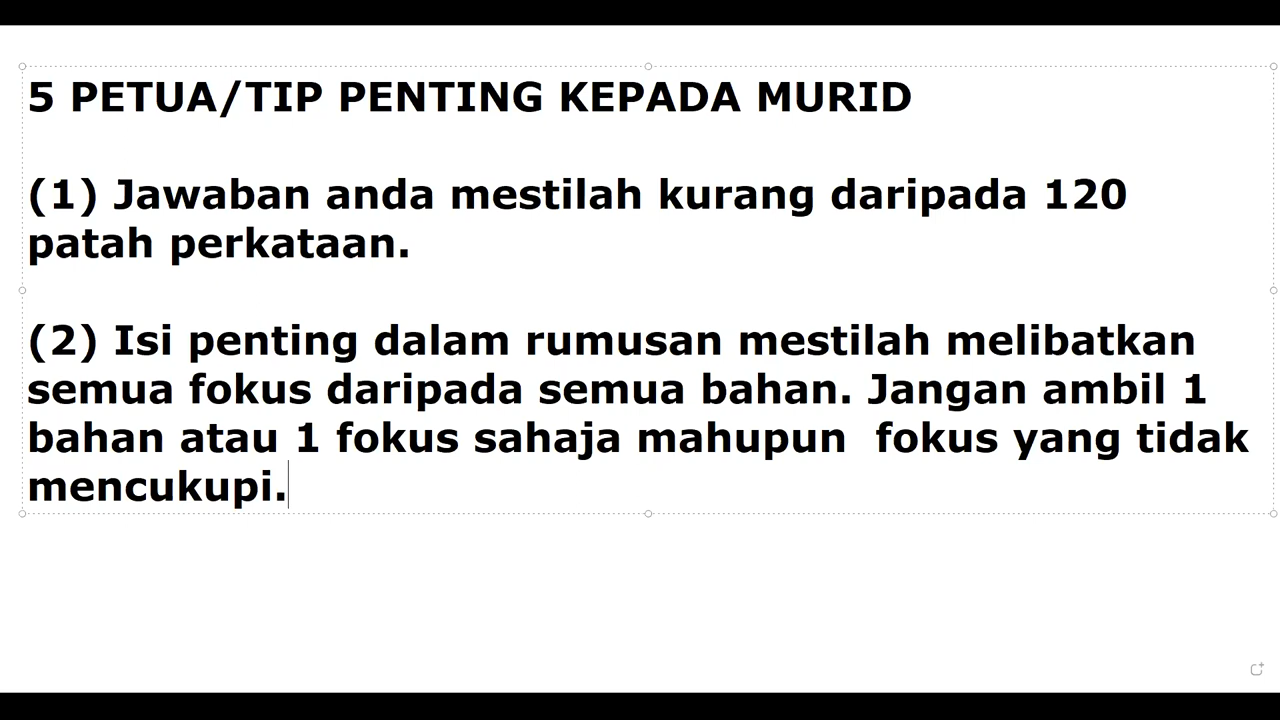 5 PETUA/TIP PENTING KEPADA MURID
(1) Jawaban anda mestilah kurang daripada 120
patah perkataan.
(2) Isi penting dalam rumusan mestilah melibatkan
semua fokus daripada semua bahan. Jangan ambil 1
bahan atau 1 fokus sahaja mahupun  fokus yang tidak
mencukupi.